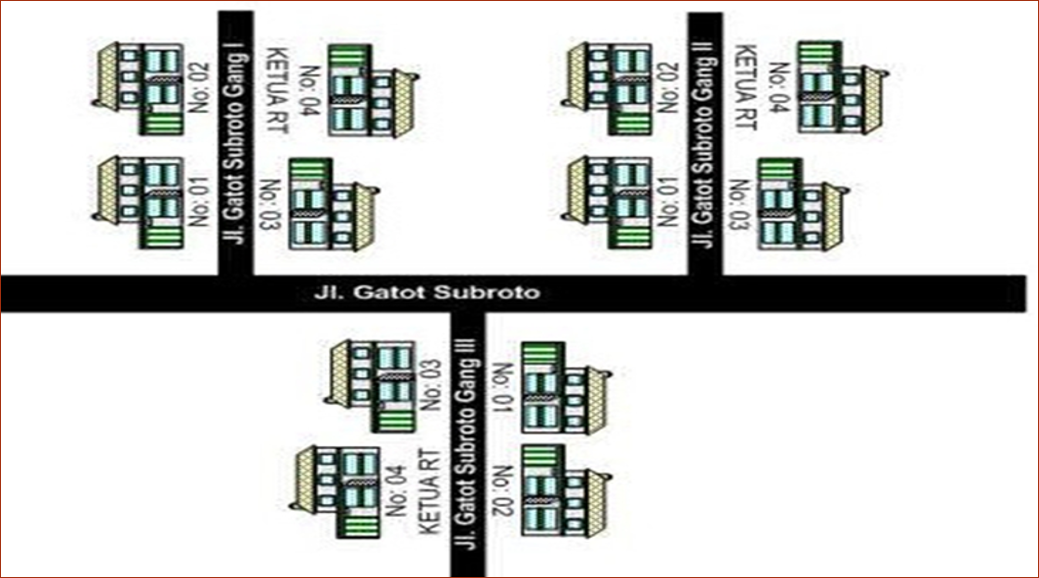 No: 02
Jl. Gatot Subroto Gang I
KETUA RT
No: 04
No: 01
No: 03
No: 02
Jl. Gatot Subroto Gang II
KETUA RT
No: 04
No: 01
No: 03
Jl. Gatot Subroto
No: 03
Jl. Gatot Subroto Gang III
No: 01
No: 04
KETUA RT
No: 02